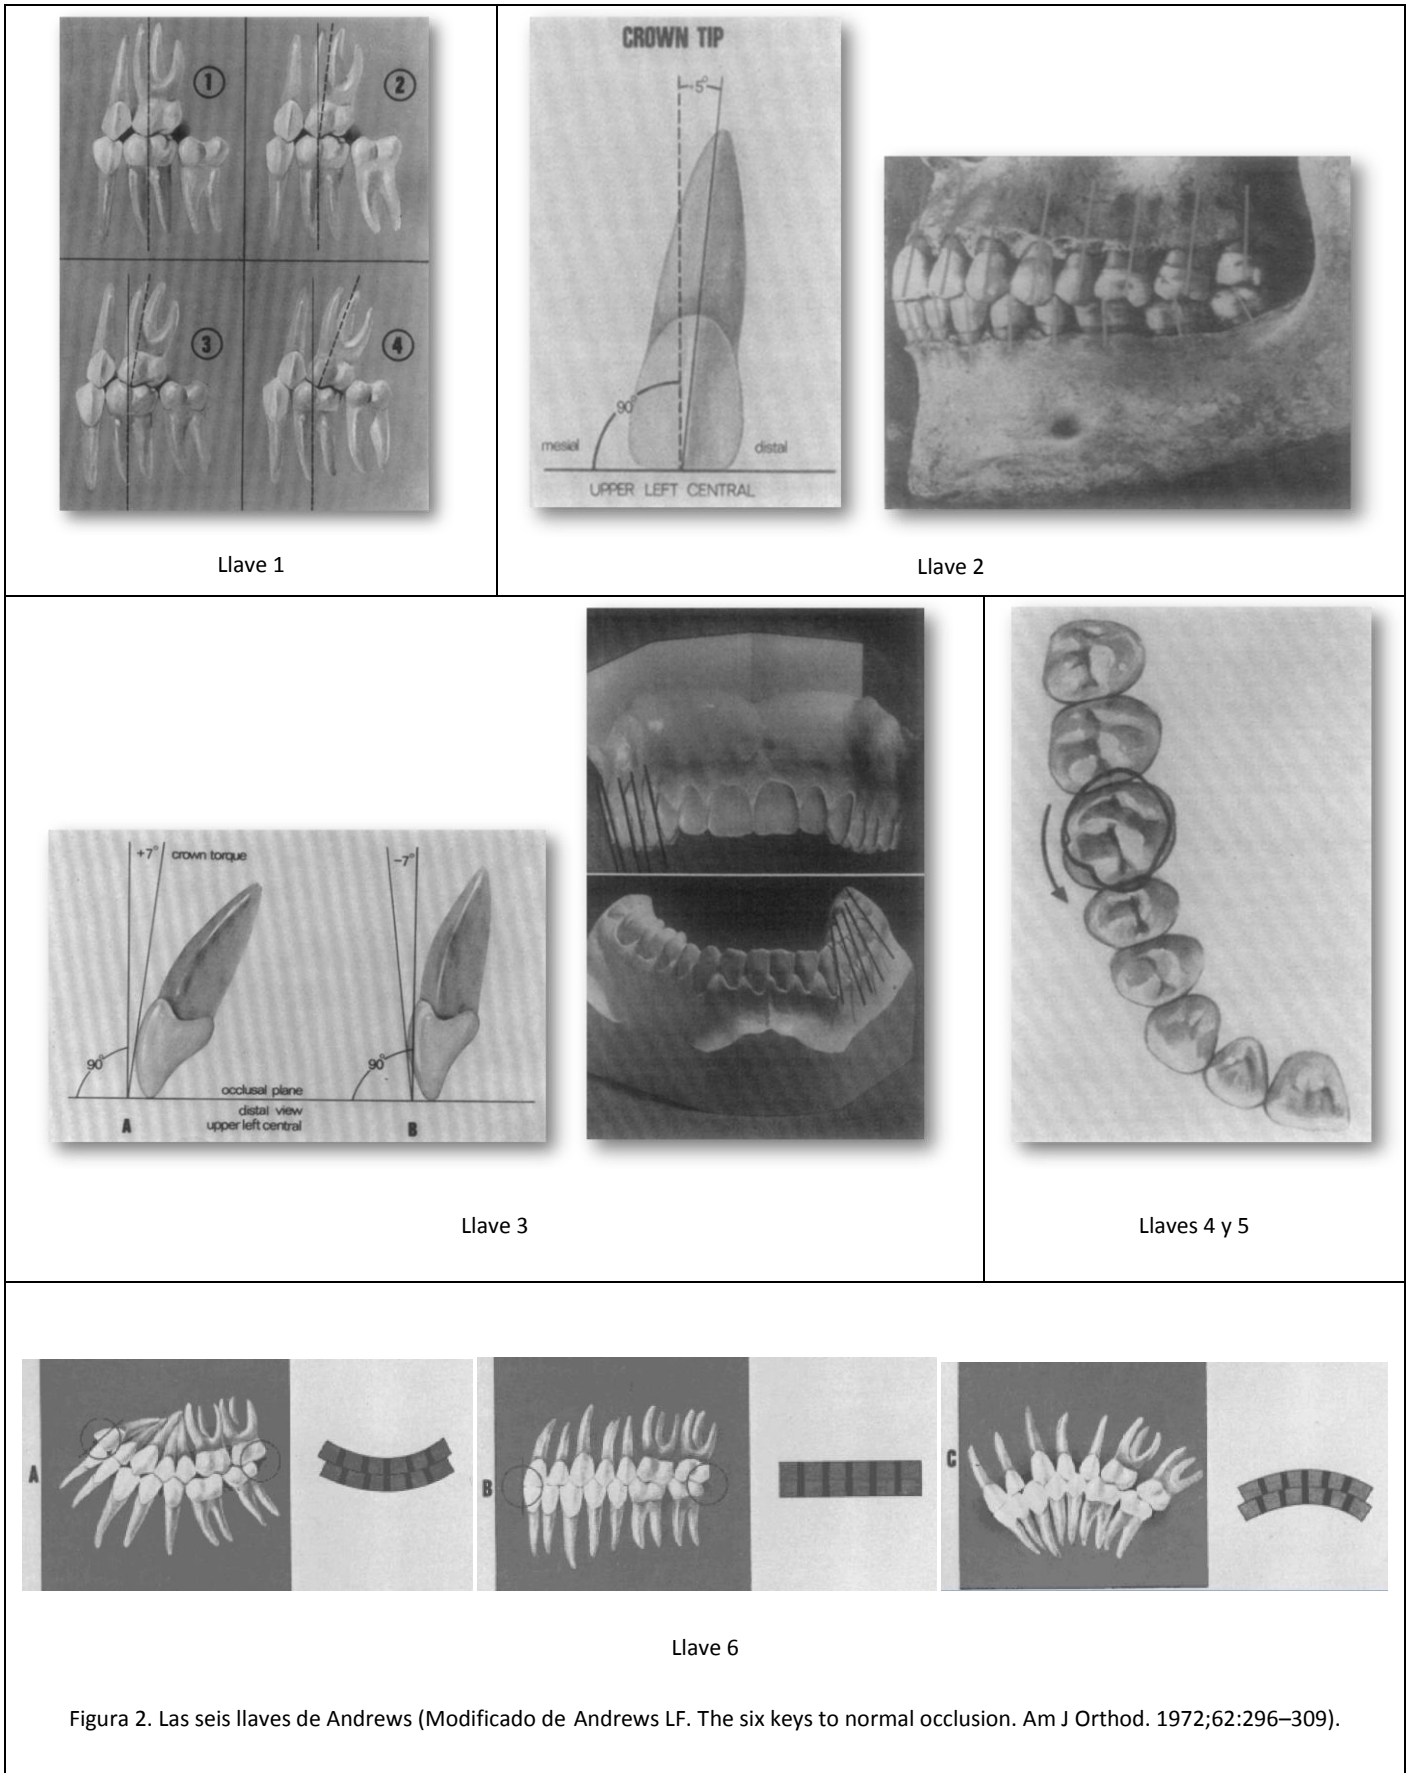 1
2
3
4
Llave 1
CROWN TIP
5°
90°
mesial
distal
UPPER LEFT CENTRAL
Llave 2
+7°
crown torque
90°
-7°
90°
occlusal plane
distal view
upper left central
A
B
Llave 3
Llaves 4 y 5
A
B
C
Llave 6
Figura 2. Las seis llaves de Andrews (Modificado de Andrews LF. The six keys to normal occlusion. Am J Orthod. 1972;62:296–309).